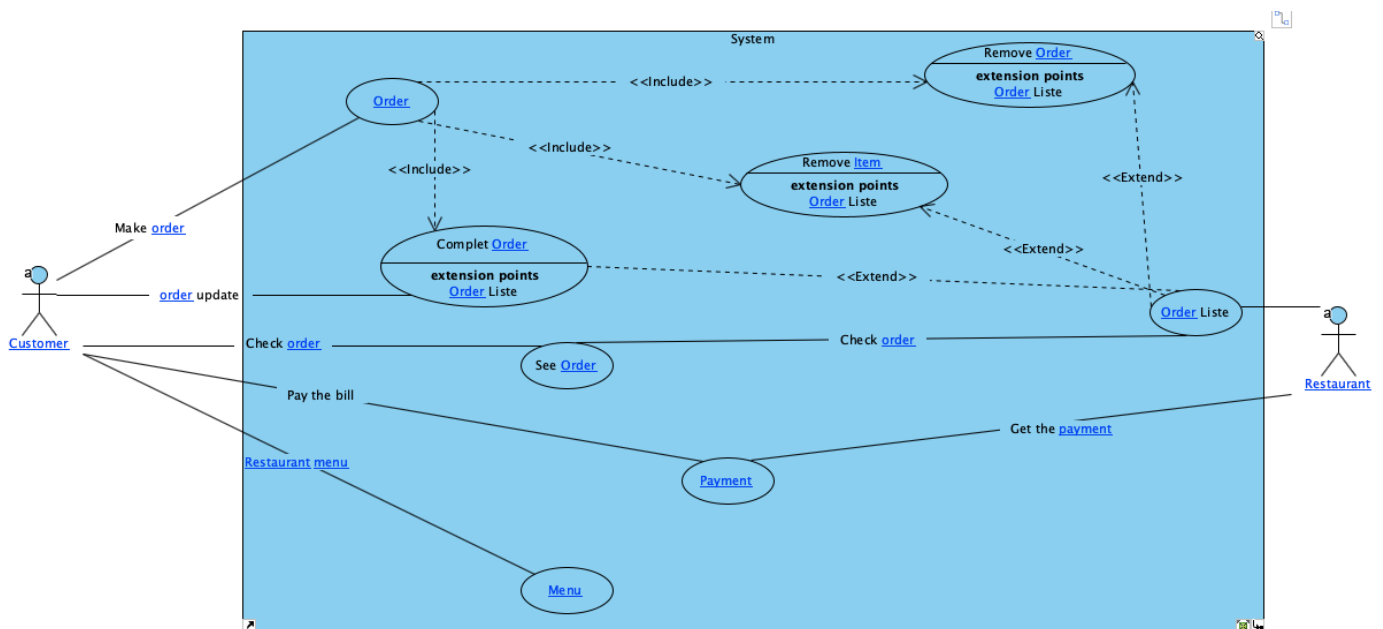 System
Remove Order
extension points
Order Liste
<<Include>>
Order
<<Include>>
Remove Item
extension points
Order Liste
<<Include>>
<<Extend>>
Make order
Complet Order
extension points
Order Liste
<<Extend>>
<<Extend>>
a
order update
Order Liste
a
Customer
Check order
Check order
See Order
Restaurant
Pay the bill
Get the payment
Restaurant menu
Payment
Menu